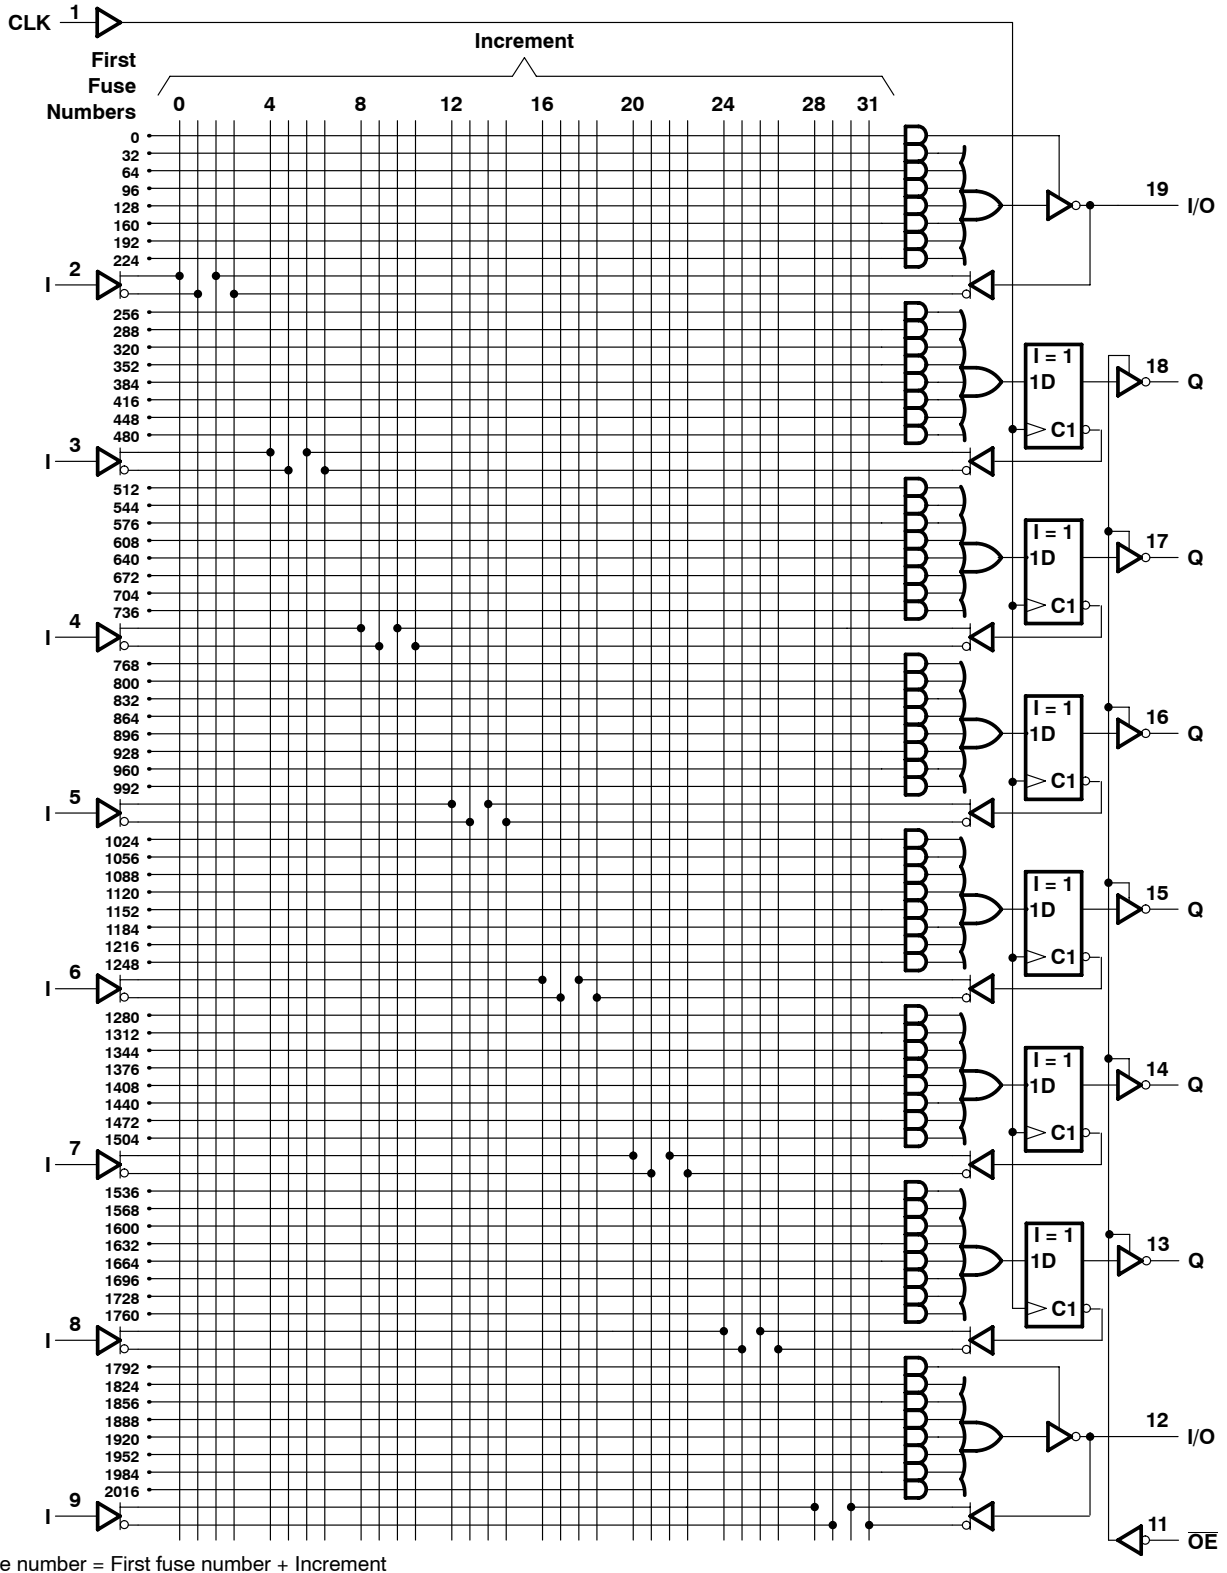 CLK 1
Increment
First
Fuse
Numbers
0 4 8 12 16 20 24 28 31
0
32
64
96
128
160
192
224
19 I/O
I 2
256
288
320
352
384
416
448
480
I = 1
1D
C1
18 Q
I 3
512
544
576
608
640
672
704
736
I = 1
1D
C1
17 Q
I 4
768
800
832
864
896
928
960
992
I = 1
1D
C1
16 Q
I 5
1024
1056
1088
1120
1152
1184
1216
1248
I = 1
1D
C1
15 Q
I 6
1280
1312
1344
1376
1408
1440
1472
1504
I = 1
1D
C1
14 Q
I 7
1536
1568
1600
1632
1664
1696
1728
1760
I = 1
1D
C1
13 Q
I 8
1792
1824
1856
1888
1920
1952
1984
2016
12 I/O
I 9
11 OE
e number = First fuse number + Increment